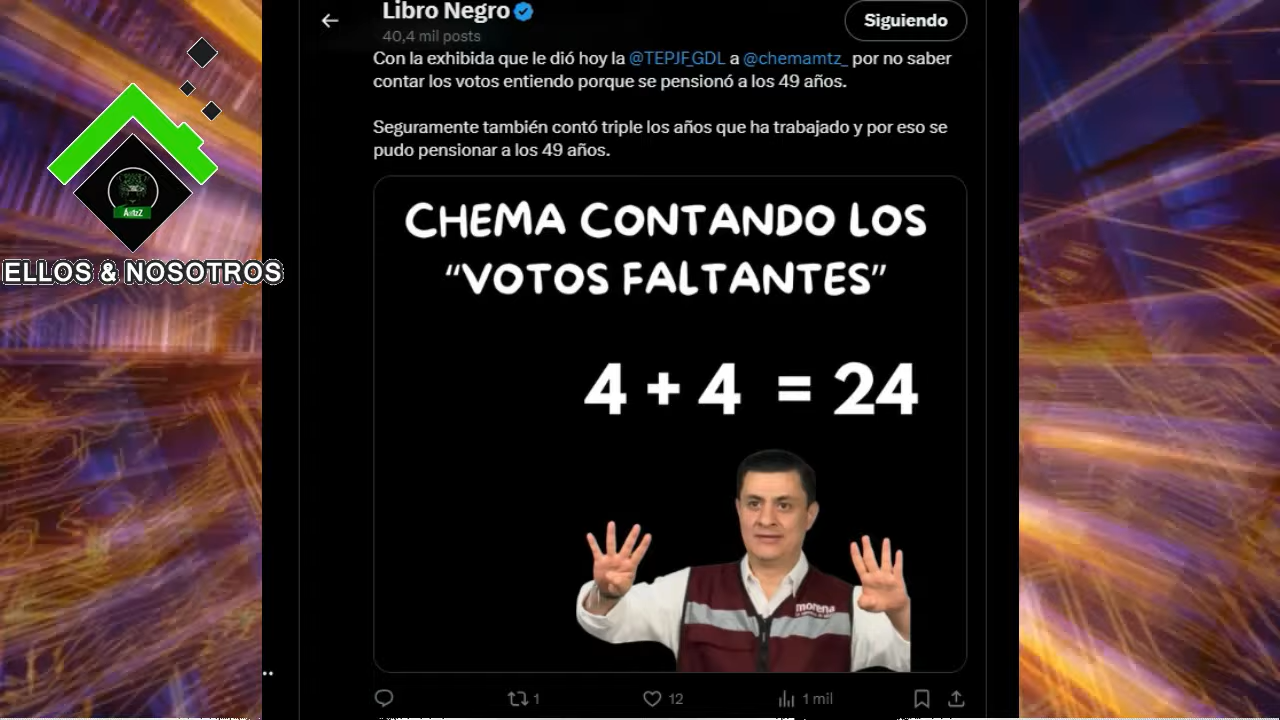 Libro Negro
40,4 mil posts
Siguiendo
Con la exhibida que le dió hoy la @TEPJF_GDL a @chemamtz_ por no saber
contar los votos entiendo porque se pensionó a los 49 años.
Seguramente también contó triple los años que ha trabajado y por eso se
pudo pensionar a los 49 años.
CHEMA CONTANDO LOS
“VOTOS FALTANTES”
4 + 4 = 24
morena
1
12
1 mil
ELLOS & NOSOTROS